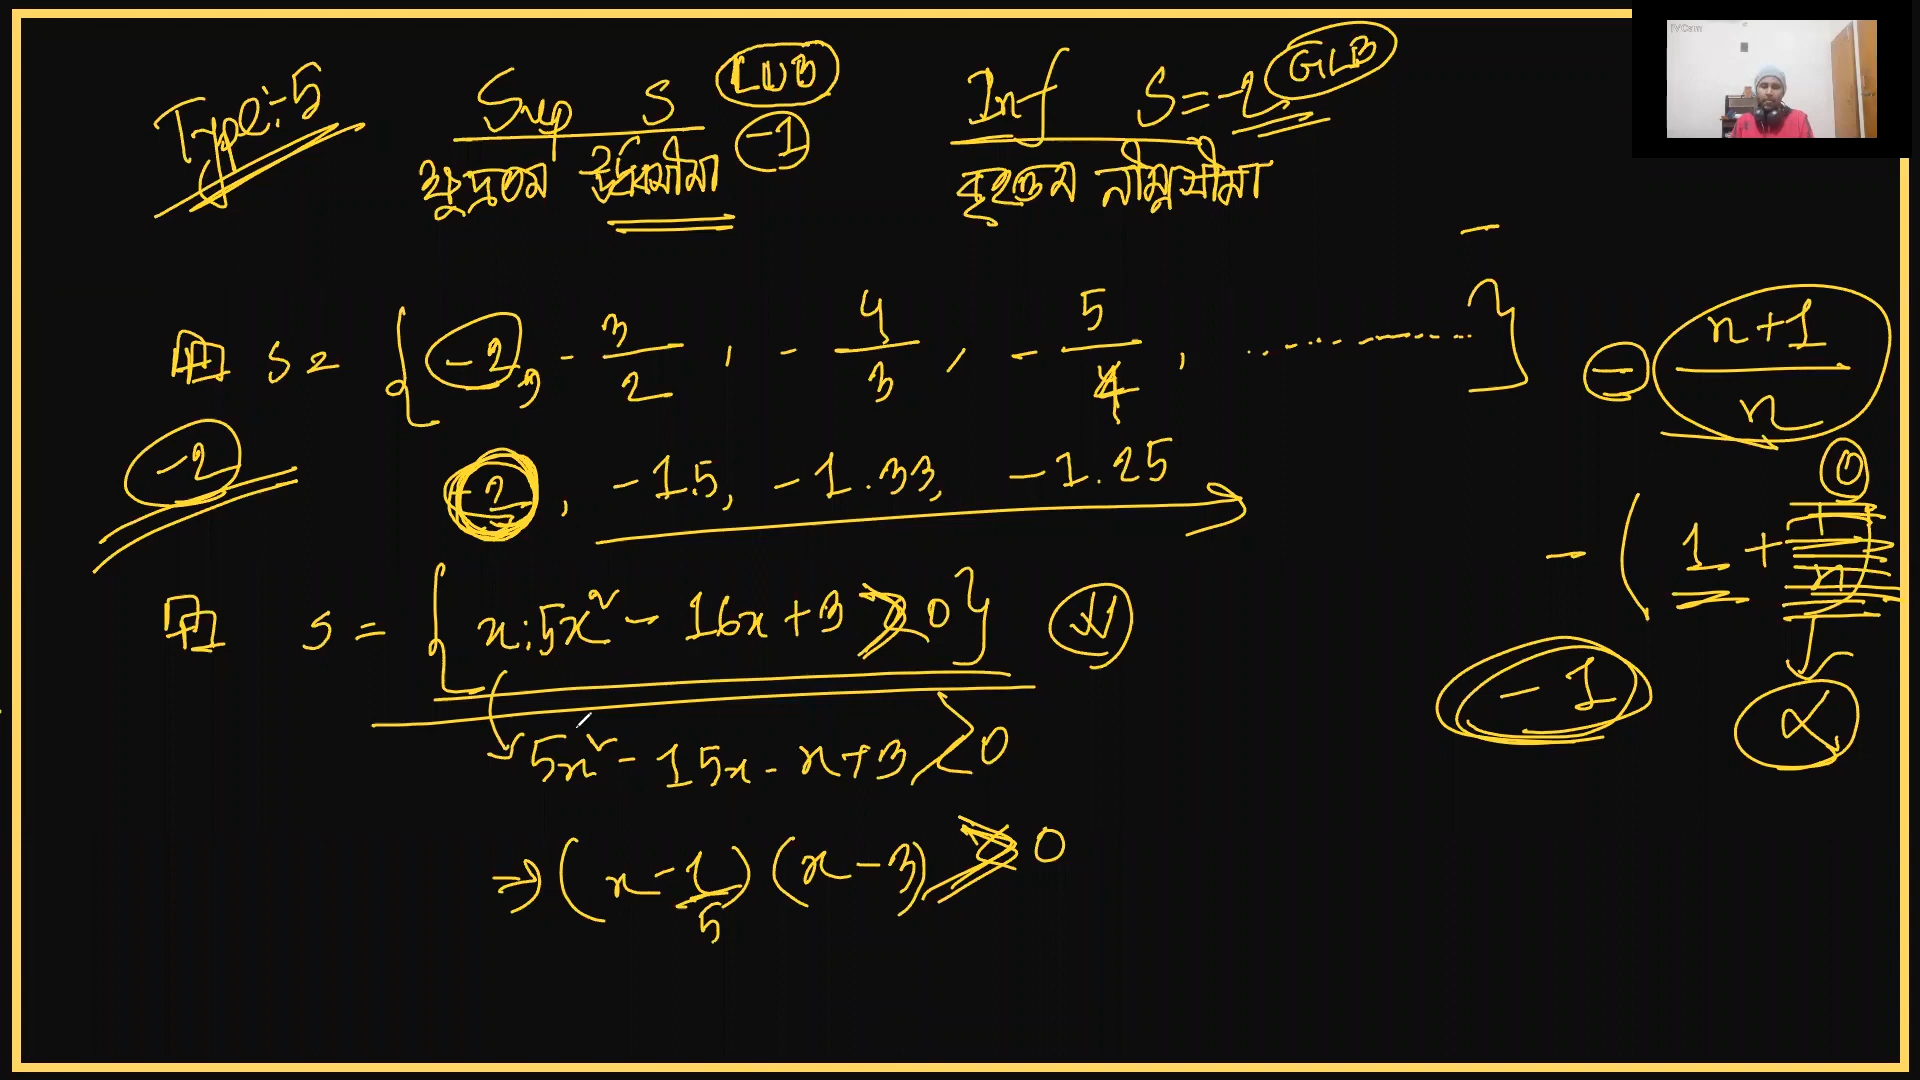 Type:-5 Sup S LUB Inf S = -2 GLB
ক্ষুদ্রতম ঊর্ধ্বসীমা -1 বৃহত্তম নীম্নসীমা
S = { -2, -3/2, -4/3, -5/4, ............ } - n+1/n
-2 -2, -1.5, -1.33, -1.25 0
- ( 1 + 1/n )
S = { x : 5x² - 16x + 3 > 0 }
-1 α
5x² - 15x - x + 3 < 0
⇒ (x - 1/5) (x - 3) > 0